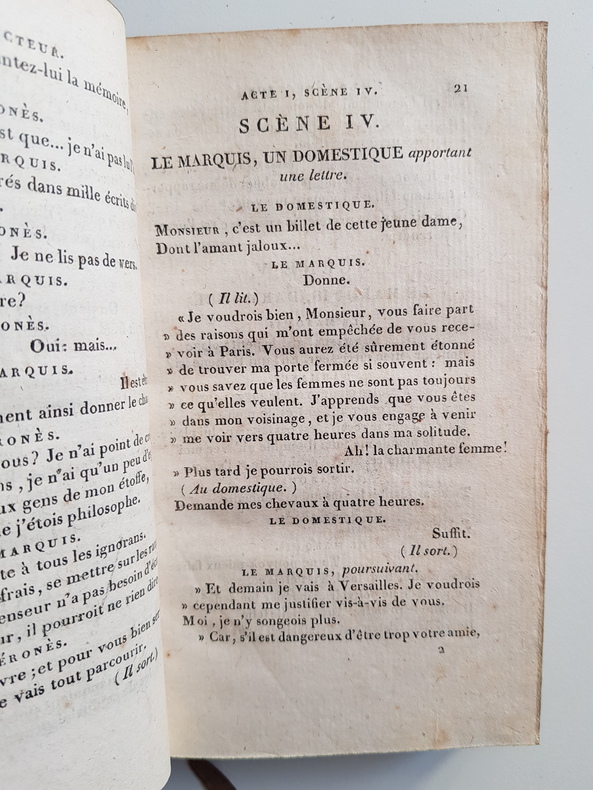 CTEUR.
ntez-lui la mémoire,
ONÈS.
st que... je n'ai pas lu
RQUIS.
rés dans mille écrits
ONÈS.
Je ne lis pas de vers.
ARQUIS.
re?
ONÈS.
Oui: mais...
ARQUIS.
Il est
ment ainsi donner le
RONÈS.
ous? Je n'ai point de
ns, je n'ai qu'un peu d'e
ux gens de mon étoffe,
e j'étois philosophe.
MARQUIS.
te à tous les ignorans.
frais, se mettre sur les
enseur n'a pas besoin d'
ur, il pourroit ne rien dire
ÉRONÈS.
vre; et pour vous bien ser
e vais tout parcourir.
(Il sort.)
ACTE I, SCÈNE IV. 21
SCÈNE IV.
LE MARQUIS, UN DOMESTIQUE apportant
une lettre.
LE DOMESTIQUE.
MONSIEUR, c'est un billet de cette jeune dame,
Dont l'amant jaloux...
LE MARQUIS.
Donne.
(Il lit.)
«Je voudrois bien, Monsieur, vous faire part
» des raisons qui m'ont empêchée de vous rece-
» voir à Paris. Vous aurez été sûrement étonné
» de trouver ma porte fermée si souvent: mais
» vous savez que les femmes ne sont pas toujours
» ce qu'elles veulent. J'apprends que vous êtes
» dans mon voisinage, et je vous engage à venir
» me voir vers quatre heures dans ma solitude.
Ah! la charmante femme!
» Plus tard je pourrois sortir.
(Au domestique.)
Demande mes chevaux à quatre heures.
LE DOMESTIQUE.
Suffit.
(Il sort.)
LE MARQUIS, poursuivant.
» Et demain je vais à Versailles. Je voudrois
» cependant me justifier vis-à-vis de vous.
Moi, je n'y songeois plus.
» Car, s'il est dangereux d'être trop votre amie,
2